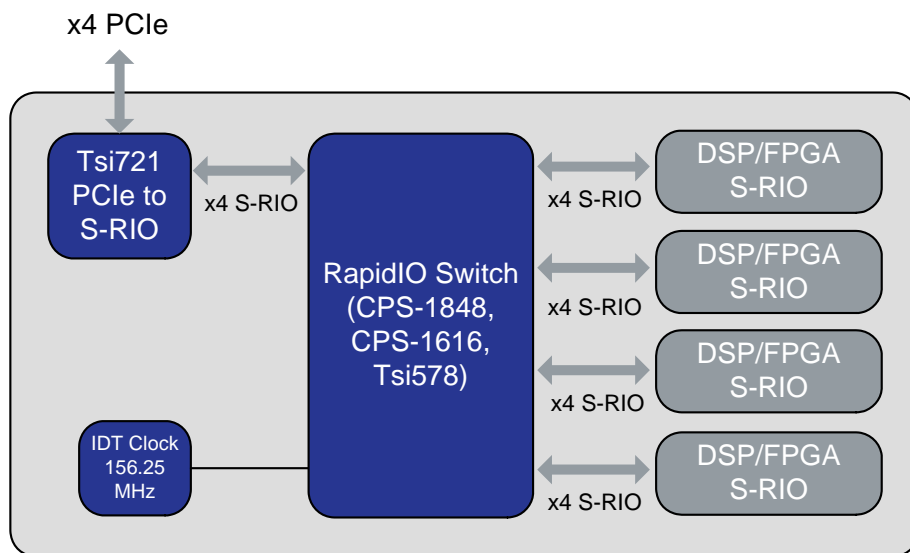 x4 PCIe
Tsi721
PCIe to
S-RIO
x4 S-RIO
RapidIO Switch
(CPS-1848,
CPS-1616,
Tsi578)
IDT Clock
156.25
MHz
DSP/FPGA
S-RIO
x4 S-RIO
DSP/FPGA
S-RIO
x4 S-RIO
DSP/FPGA
S-RIO
x4 S-RIO
DSP/FPGA
S-RIO
x4 S-RIO